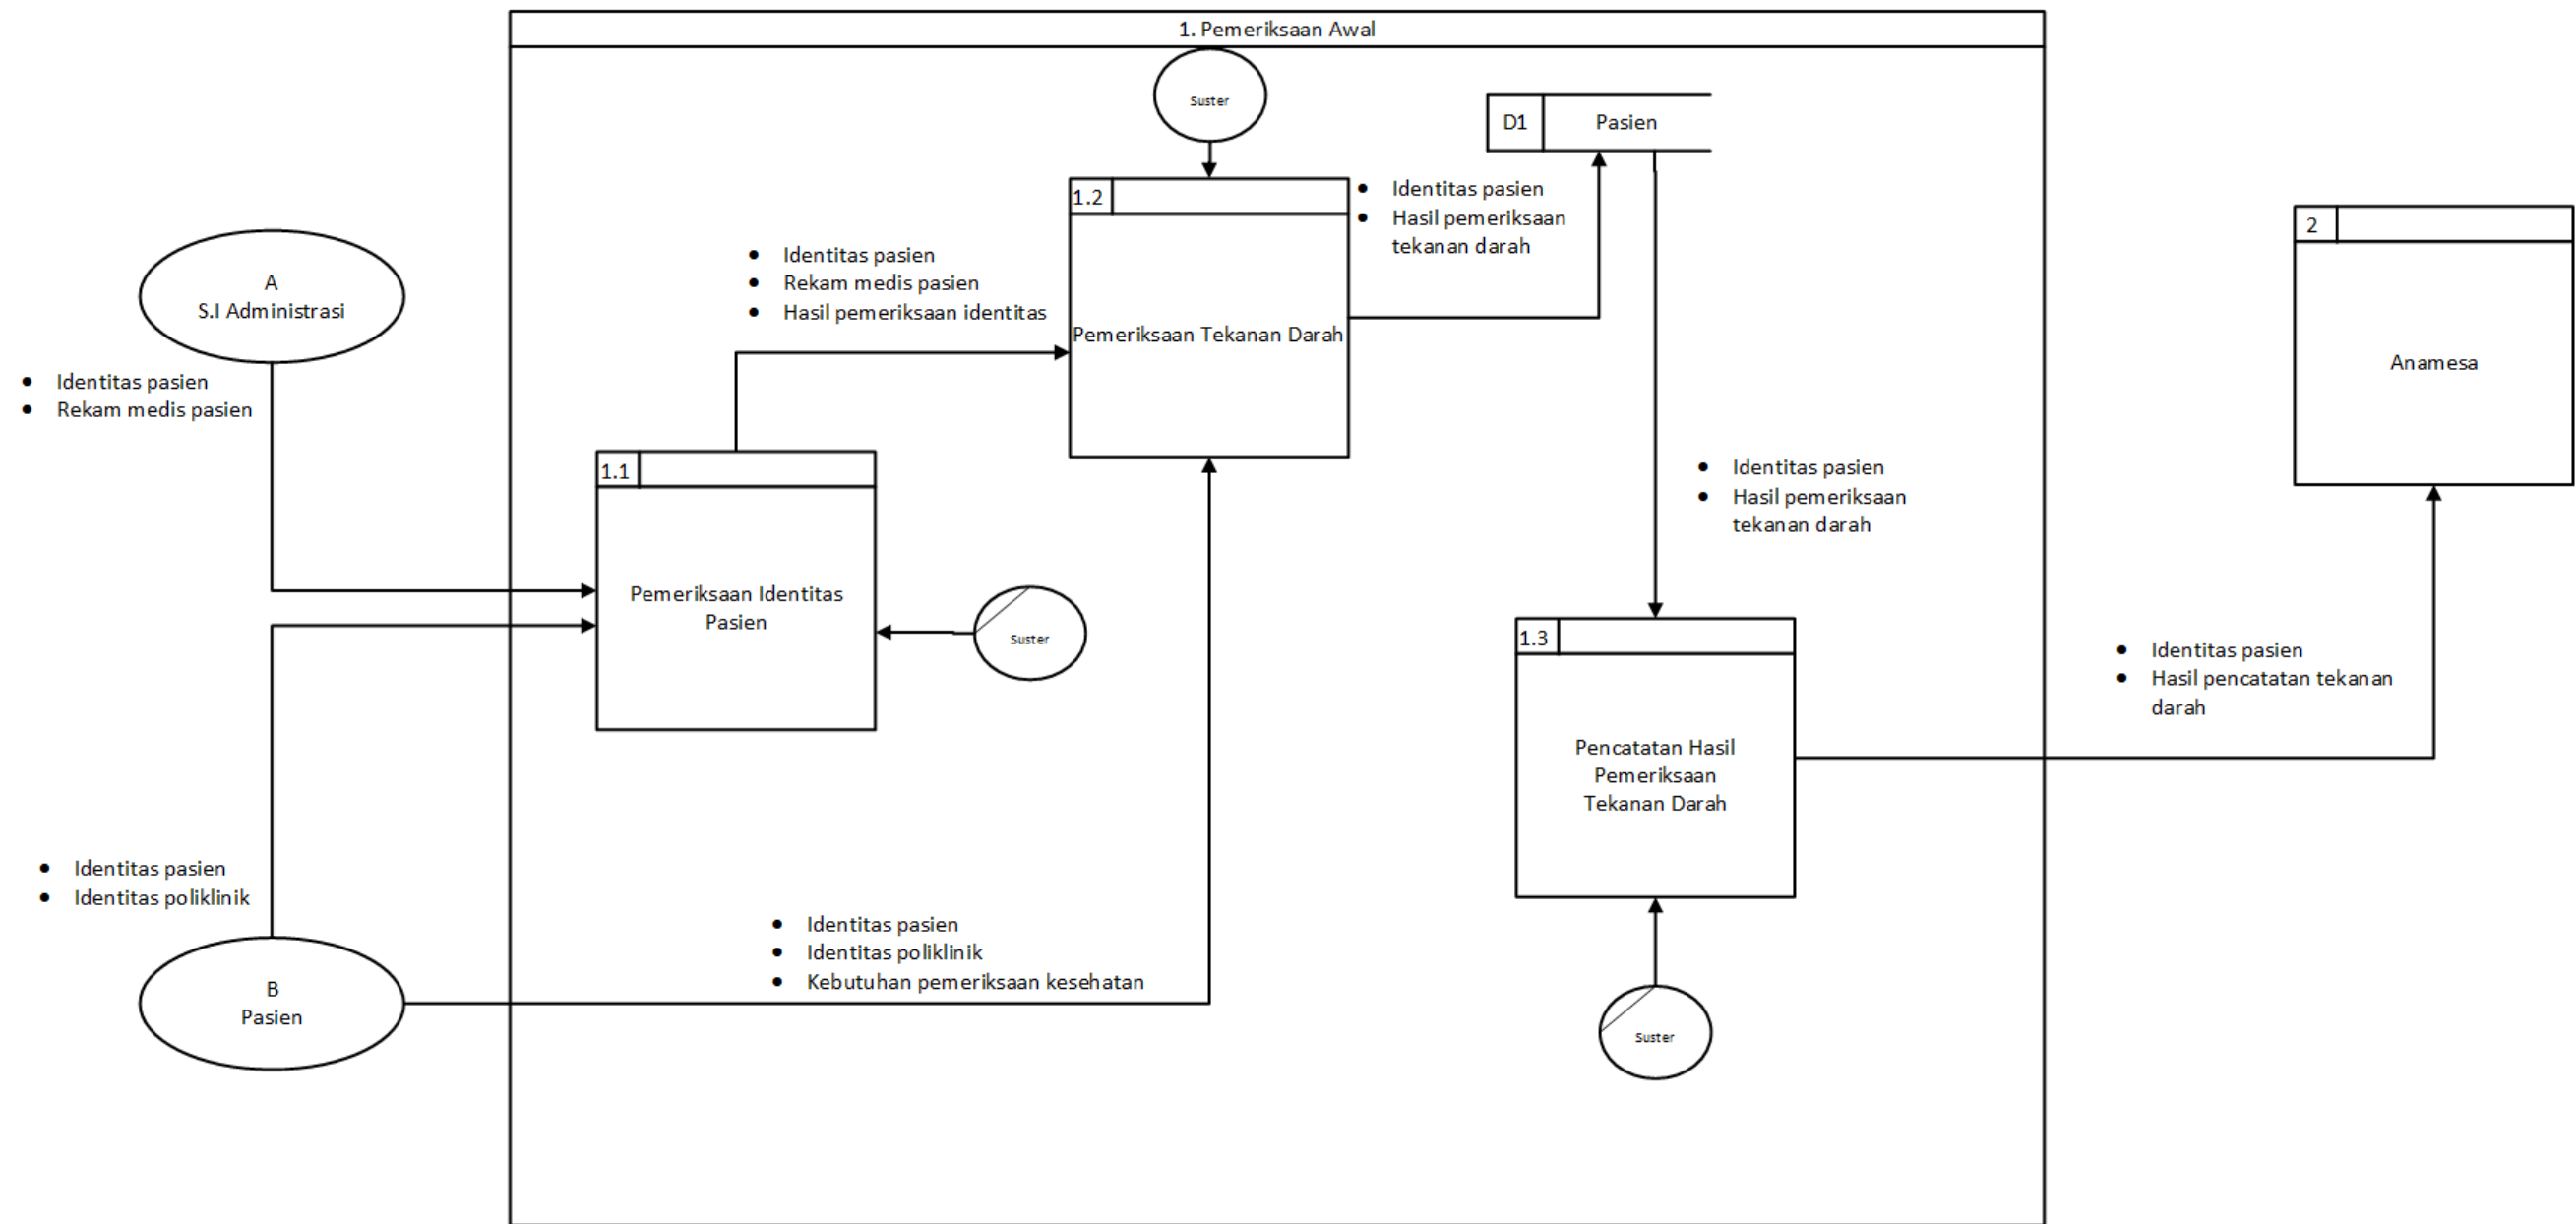 1. Pemeriksaan Awal
Suster
D1
Pasien
1.2
Pemeriksaan Tekanan Darah
• Identitas pasien
• Hasil pemeriksaan
tekanan darah
2
Anamesa
A
S.I Administrasi
• Identitas pasien
• Rekam medis pasien
• Hasil pemeriksaan identitas
• Identitas pasien
• Rekam medis pasien
1.1
Pemeriksaan Identitas
Pasien
Suster
• Identitas pasien
• Hasil pemeriksaan
tekanan darah
1.3
Pencatatan Hasil
Pemeriksaan
Tekanan Darah
• Identitas pasien
• Hasil pencatatan tekanan
darah
• Identitas pasien
• Identitas poliklinik
B
Pasien
• Identitas pasien
• Identitas poliklinik
• Kebutuhan pemeriksaan kesehatan
Suster